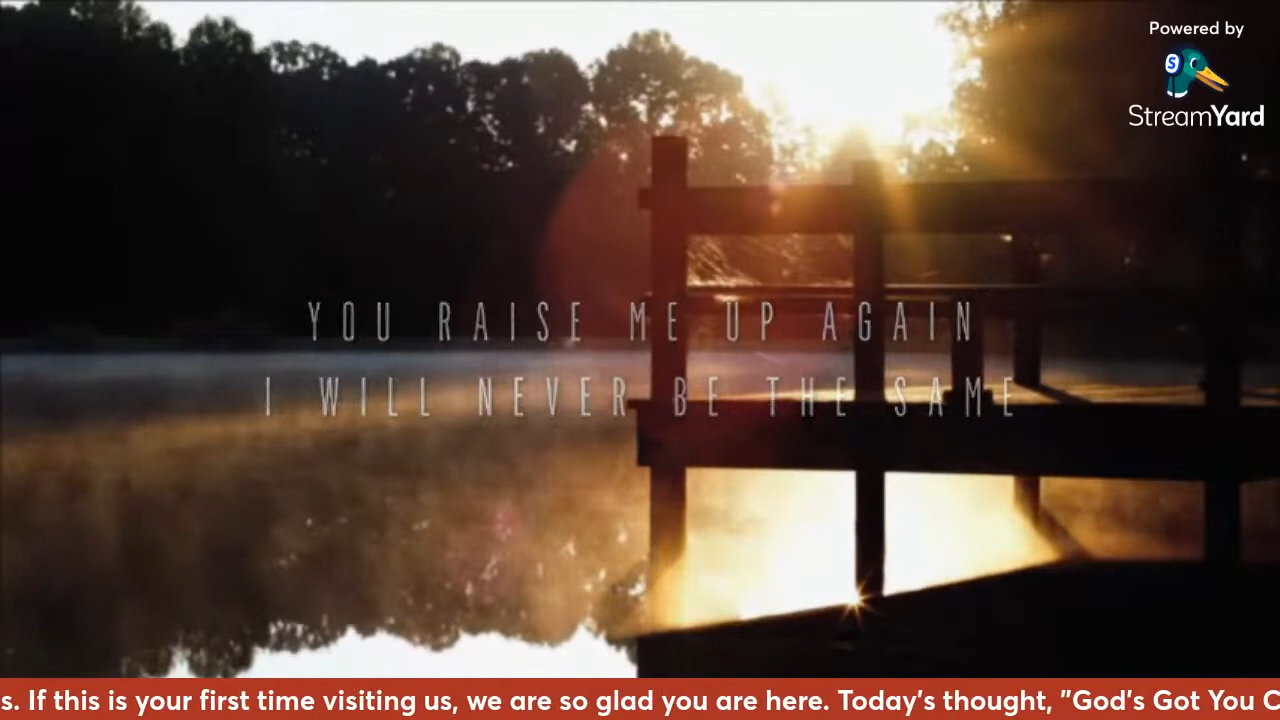 Powered by
StreamYard
YOU RAISE ME UP AGAIN
I WILL NEVER BE THE SAME
s. If this is your first time visiting us, we are so glad you are here. Today's thought, "God's Got You C